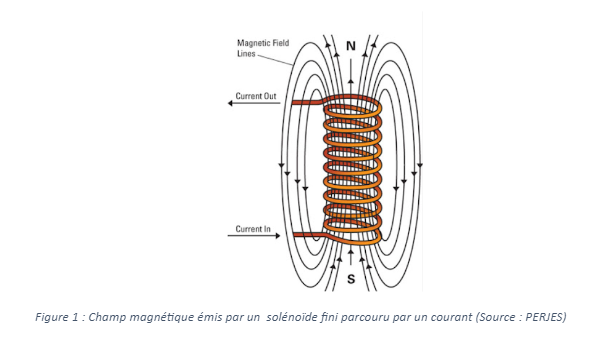 Magnetic Field
Lines
N
Current Out
Current In
S
Figure 1 : Champ magnétique émis par un solénoïde fini parcouru par un courant (Source : PERJES)